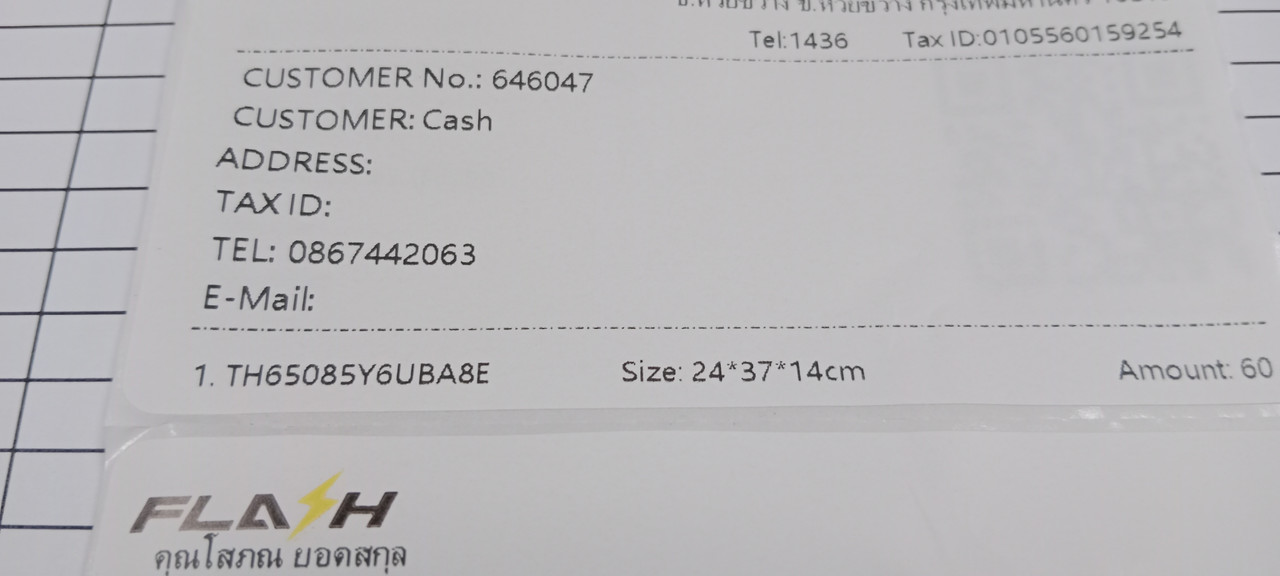 Tel:1436 Tax ID:0105560159254
CUSTOMER No.: 646047
CUSTOMER: Cash
ADDRESS:
TAX ID:
TEL: 0867442063
E-Mail:
1. TH65085Y6UBA8E Size: 24*37*14cm Amount: 60
FLASH
คุณโสภณ ยอดสกุล